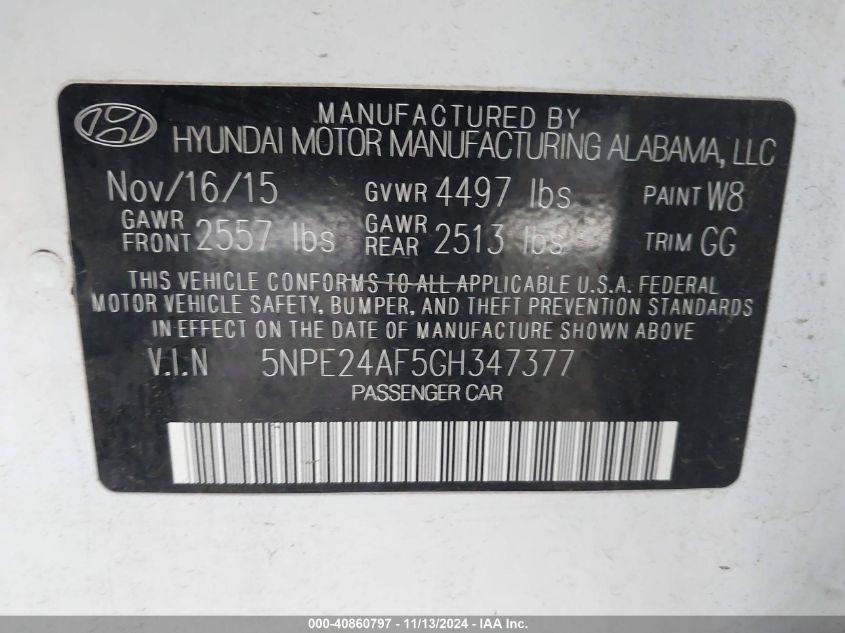 MANUFACTURED BY
HYUNDAI MOTOR MANUFACTURING ALABAMA, LLC
Nov/16/15 GVWR 4497 lbs PAINT W8
GAWR FRONT 2557 lbs GAWR REAR 2513 lbs TRIM GG
THIS VEHICLE CONFORMS TO ALL APPLICABLE U.S.A. FEDERAL
MOTOR VEHICLE SAFETY, BUMPER, AND THEFT PREVENTION STANDARDS
IN EFFECT ON THE DATE OF MANUFACTURE SHOWN ABOVE
V.I.N 5NPE24AF5GH347377
PASSENGER CAR
000-40860797 - 11/13/2024 - IAA Inc.